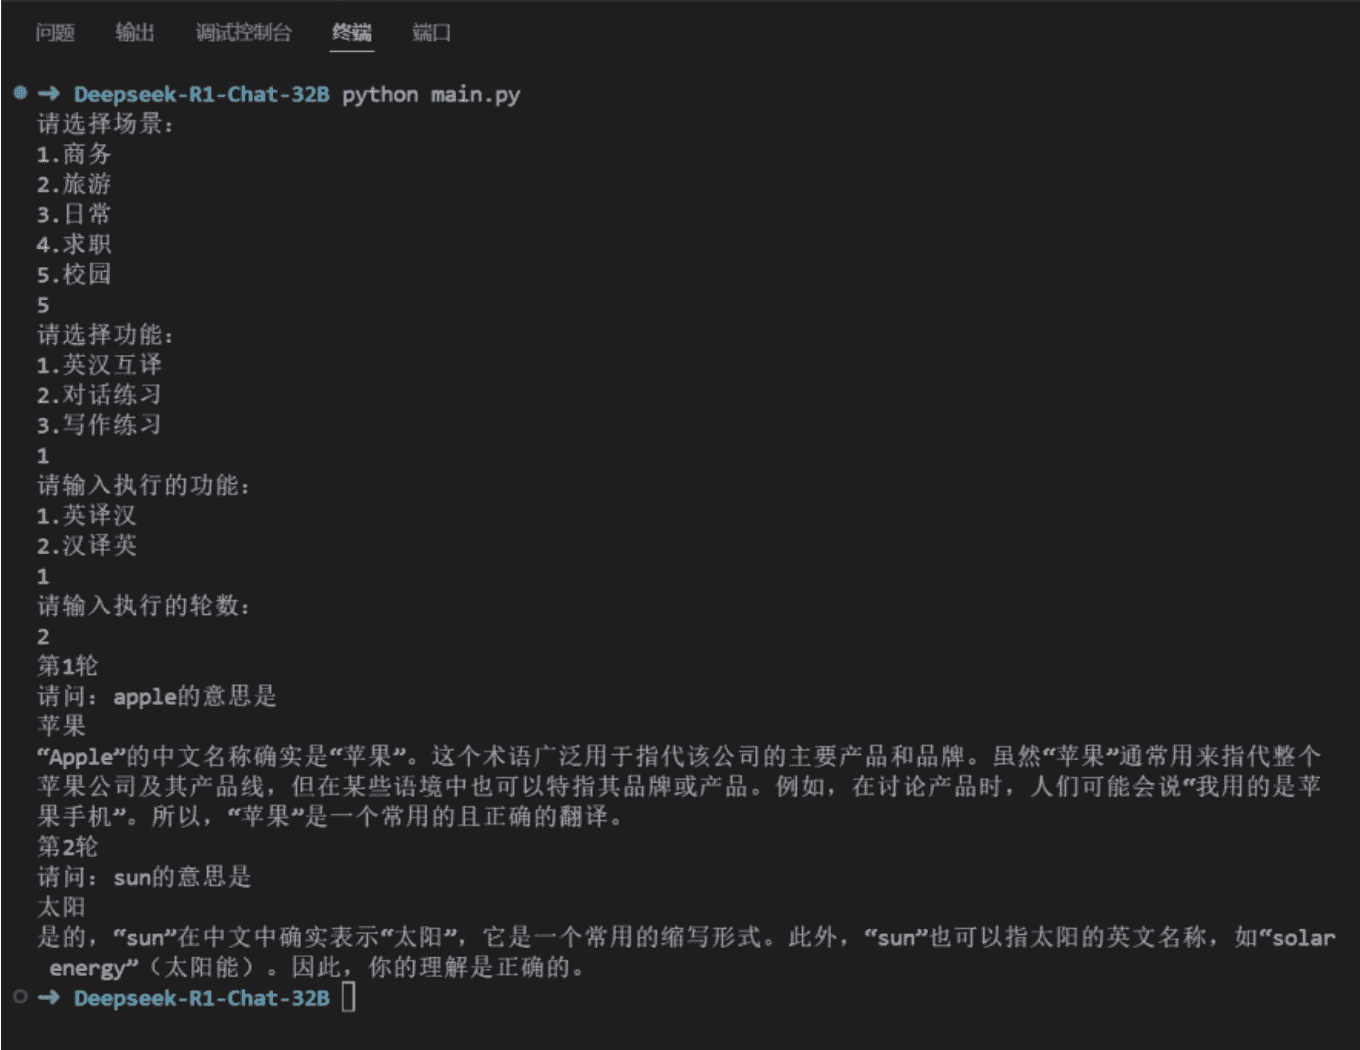 问题 输出 调试控制台 终端 端口
➜ Deepseek-R1-Chat-32B python main.py
请选择场景：
1.商务
2.旅游
3.日常
4.求职
5.校园
5
请选择功能：
1.英汉互译
2.对话练习
3.写作练习
1
请输入执行的功能：
1.英译汉
2.汉译英
1
请输入执行的轮数：
2
第1轮
请问：apple的意思是
苹果
“Apple”的中文名称确实是“苹果”。这个术语广泛用于指代该公司的主要产品和品牌。虽然“苹果”通常用来指代整个
苹果公司及其产品线，但在某些语境中也可以特指其品牌或产品。例如，在讨论产品时，人们可能会说“我用的是苹
果手机”。所以，“苹果”是一个常用的且正确的翻译。
第2轮
请问：sun的意思是
太阳
是的，“sun”在中文中确实表示“太阳”，它是一个常用的缩写形式。此外，“sun”也可以指太阳的英文名称，如“solar
energy”（太阳能）。因此，你的理解是正确的。
➜ Deepseek-R1-Chat-32B